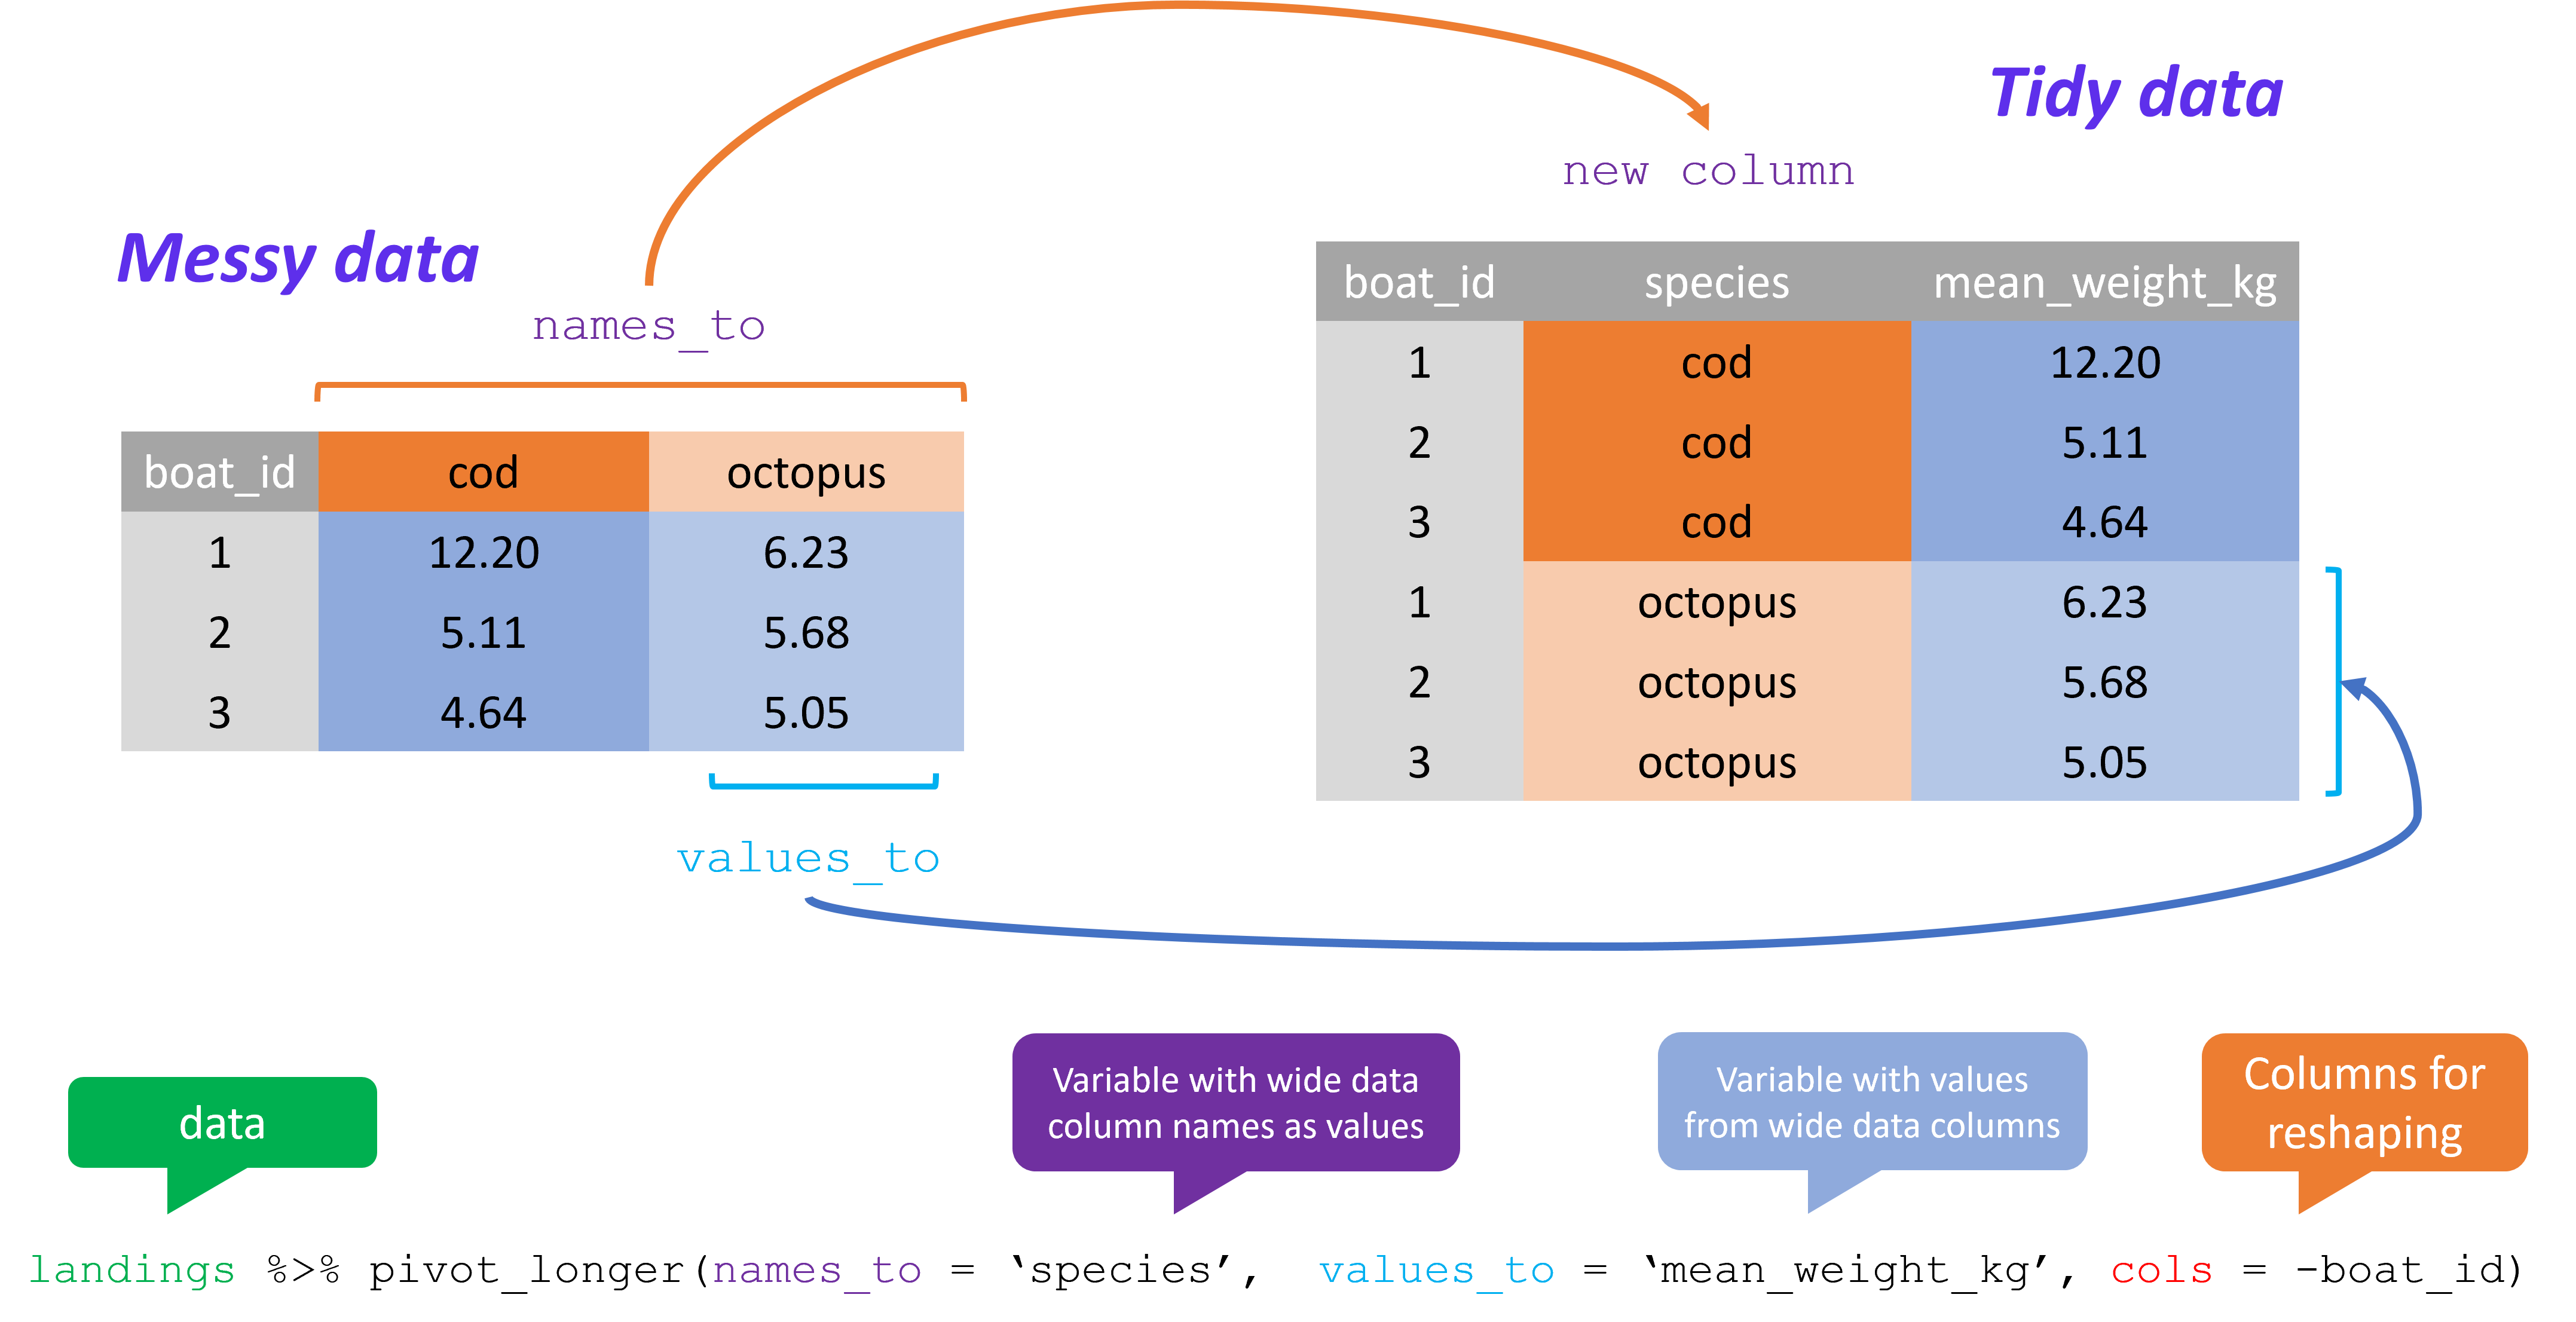 Tidy data
new column
Messy data
names_to
boat_id cod octopus
1 12.20 6.23
2 5.11 5.68
3 4.64 5.05
values_to
boat_id species mean_weight_kg
1 cod 12.20
2 cod 5.11
3 cod 4.64
1 octopus 6.23
2 octopus 5.68
3 octopus 5.05
data
Variable with wide data
column names as values
Variable with values
from wide data columns
Columns for
reshaping
landings %>% pivot_longer(names_to = ‘species’, values_to = ‘mean_weight_kg’, cols = -boat_id)